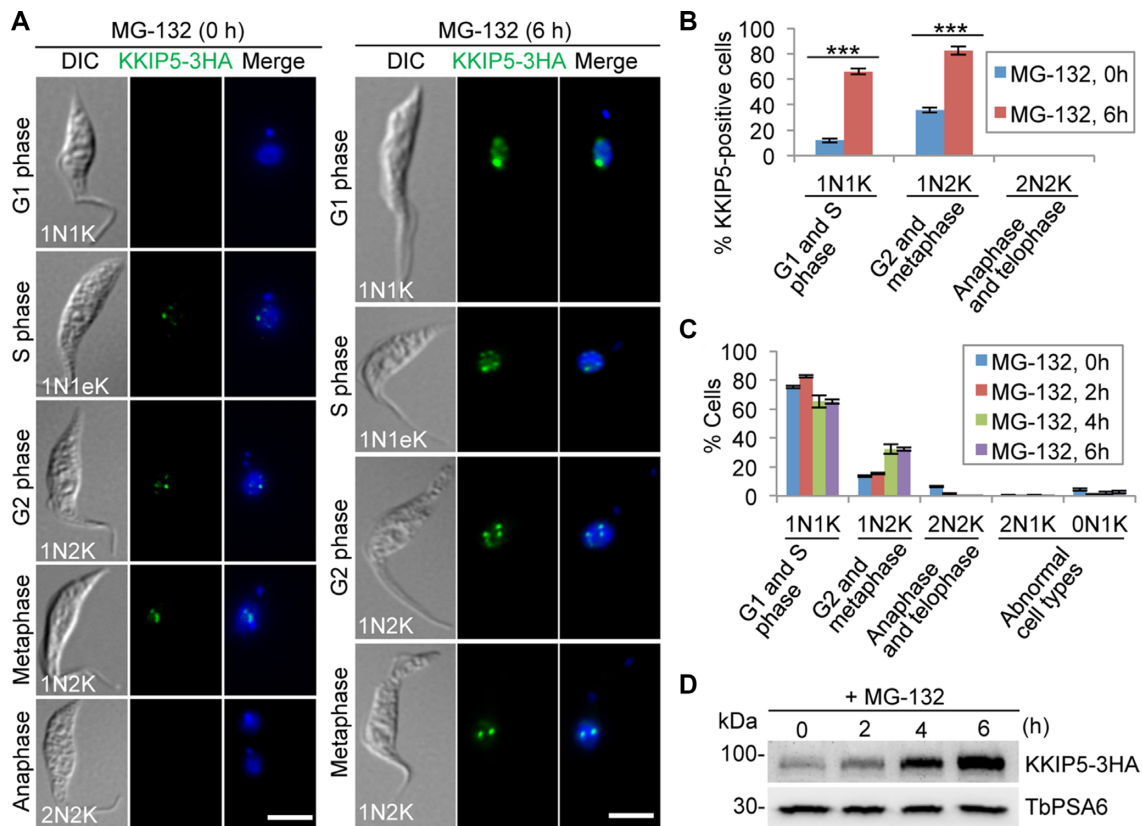 A
MG-132 (0 h)
DIC KKIP5-3HA Merge
G1 phase
1N1K
S phase
1N1eK
G2 phase
1N2K
Metaphase
1N2K
Anaphase
2N2K
MG-132 (6 h)
DIC KKIP5-3HA Merge
G1 phase
1N1K
S phase
1N1eK
G2 phase
1N2K
Metaphase
1N2K
B
% KKIP5-positive cells
100
80
60
40
20
0
*** ***
MG-132, 0h
MG-132, 6h
1N1K 1N2K 2N2K
G1 and S
phase
G2 and
metaphase
Anaphase
and telophase
C
% Cells
100
80
60
40
20
0
MG-132, 0h
MG-132, 2h
MG-132, 4h
MG-132, 6h
1N1K 1N2K 2N2K 2N1K 0N1K
G1 and S
phase
G2 and
metaphase
Anaphase
and telophase
Abnormal
cell types
D
+ MG-132
kDa 0 2 4 6 (h)
100- KKIP5-3HA
30- TbPSA6